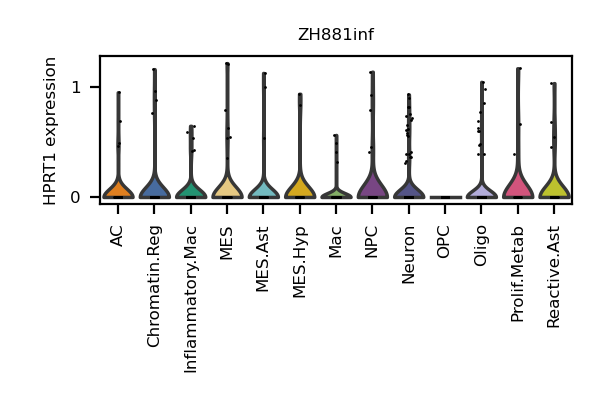 ZH881inf
HPRT1 expression
1
0
AC
Chromatin.Reg
Inflammatory.Mac
MES
MES.Ast
MES.Hyp
Mac
NPC
Neuron
OPC
Oligo
Prolif.Metab
Reactive.Ast